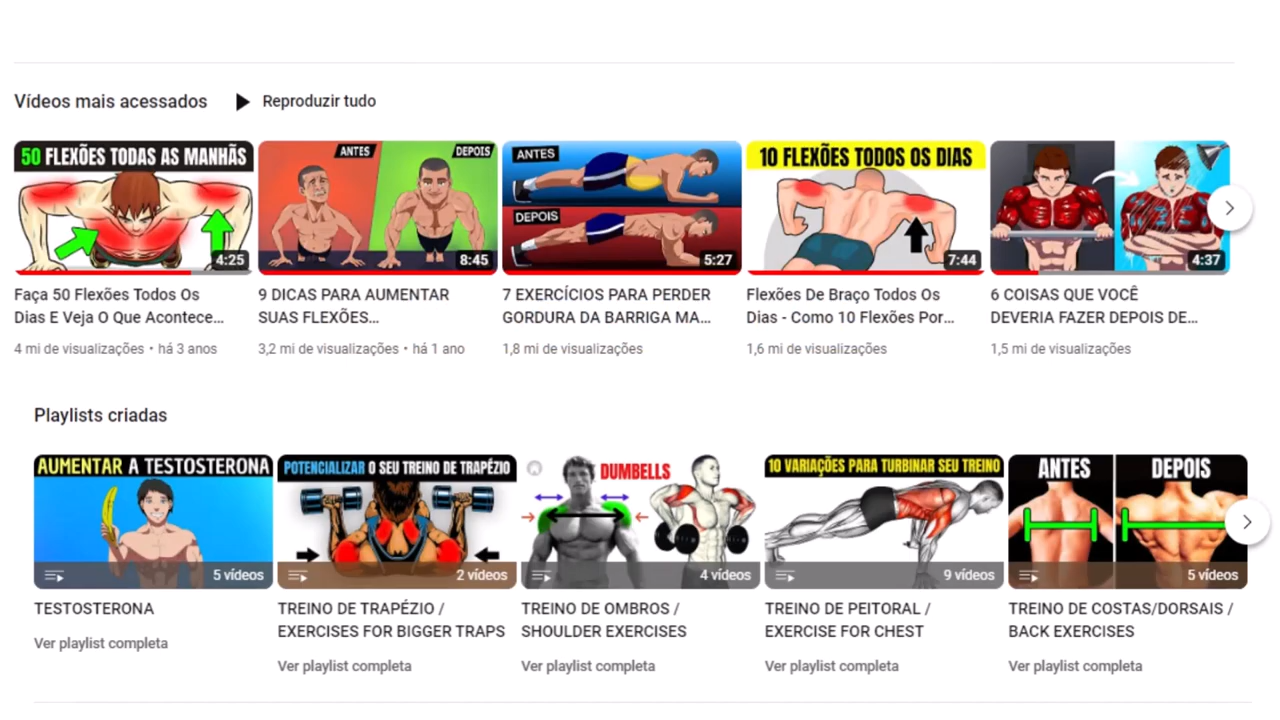 Vídeos mais acessados
Reproduzir tudo
50 FLEXÕES TODAS AS MANHÃS
4:25
ANTES
DEPOIS
8:45
ANTES
DEPOIS
5:27
10 FLEXÕES TODOS OS DIAS
7:44
4:37
Faça 50 Flexões Todos Os
Dias E Veja O Que Acontece...
4 mi de visualizações • há 3 anos
9 DICAS PARA AUMENTAR
SUAS FLEXÕES...
3,2 mi de visualizações • há 1 ano
7 EXERCÍCIOS PARA PERDER
GORDURA DA BARRIGA MA...
1,8 mi de visualizações
Flexões De Braço Todos Os
Dias - Como 10 Flexões Por...
1,6 mi de visualizações
6 COISAS QUE VOCÊ
DEVERIA FAZER DEPOIS DE...
1,5 mi de visualizações
Playlists criadas
AUMENTAR A TESTOSTERONA
5 vídeos
POTENCIALIZAR O SEU TREINO DE TRAPÉZIO
2 vídeos
DUMBELLS
4 vídeos
10 VARIAÇÕES PARA TURBINAR SEU TREINO
9 vídeos
ANTES
DEPOIS
5 vídeos
TESTOSTERONA
Ver playlist completa
TREINO DE TRAPÉZIO /
EXERCISES FOR BIGGER TRAPS
Ver playlist completa
TREINO DE OMBROS /
SHOULDER EXERCISES
Ver playlist completa
TREINO DE PEITORAL /
EXERCISE FOR CHEST
Ver playlist completa
TREINO DE COSTAS/DORSAIS /
BACK EXERCISES
Ver playlist completa